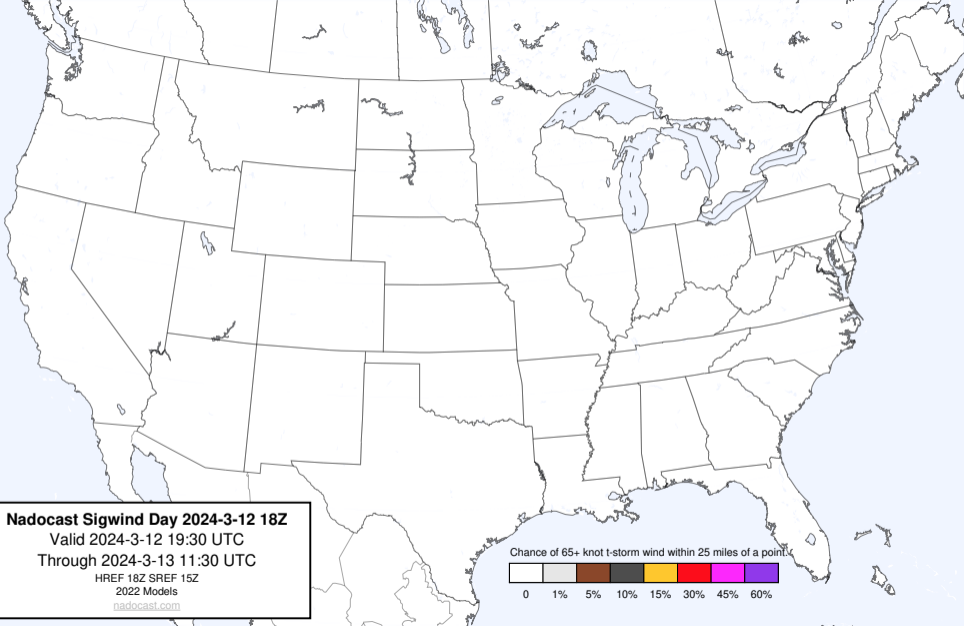 Nadocast Sigwind Day 2024-3-12 18Z
Valid 2024-3-12 19:30 UTC
Through 2024-3-13 11:30 UTC
HREF 18Z SREF 15Z
2022 Models
nadocast.com
Chance of 65+ knot t-storm wind within 25 miles of a point.
0 1% 5% 10% 15% 30% 45% 60%